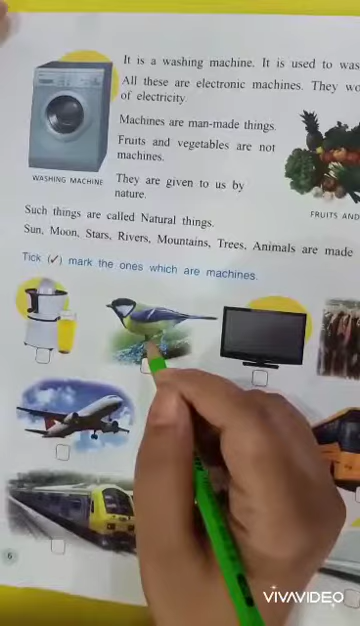 It is a washing machine. It is used to was
All these are electronic machines. They wo
of electricity.
Machines are man-made things.
Fruits and vegetables are not
machines.
They are given to us by
nature.
WASHING MACHINE
FRUITS AND
Such things are called Natural things.
Sun, Moon, Stars, Rivers, Mountains, Trees, Animals are made
Tick (✓) mark the ones which are machines.
6
VIVAVIDEO